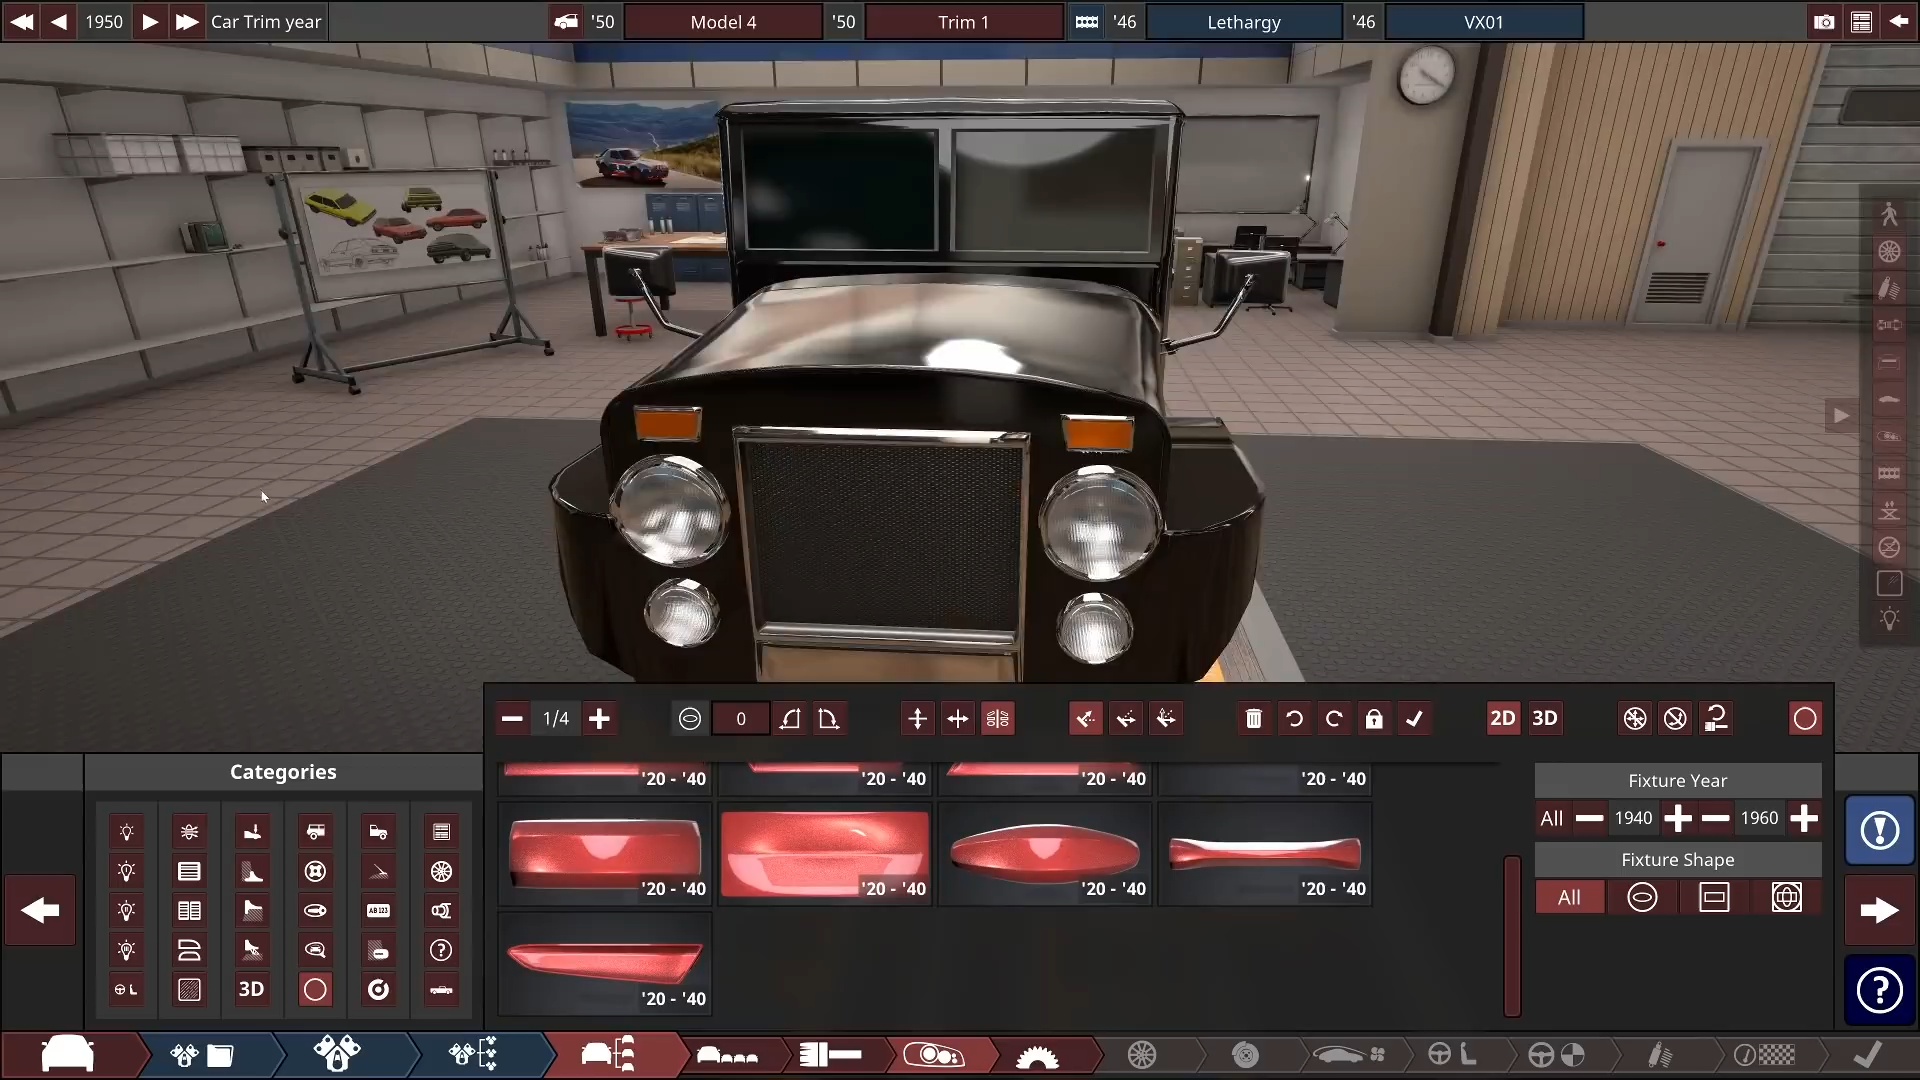 1950 Car Trim year '50 Model 4 '50 Trim 1 '46 Lethargy '46 VX01
1/4 0 2D 3D
Categories
'20 - '40 '20 - '40 '20 - '40 '20 - '40
Fixture Year
All 1940 1960
Fixture Shape
All
'20 - '40 '20 - '40 '20 - '40 '20 - '40
AB 123
3D
'20 - '40